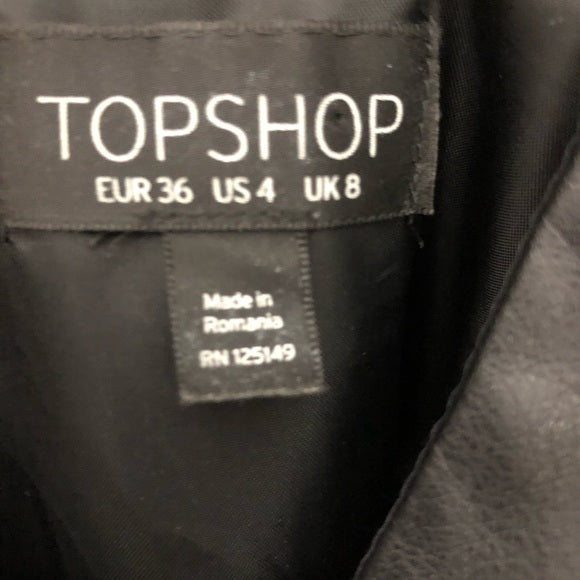 TOPSHOP
EUR 36 US 4 UK 8
Made in
Romania
RN 125149